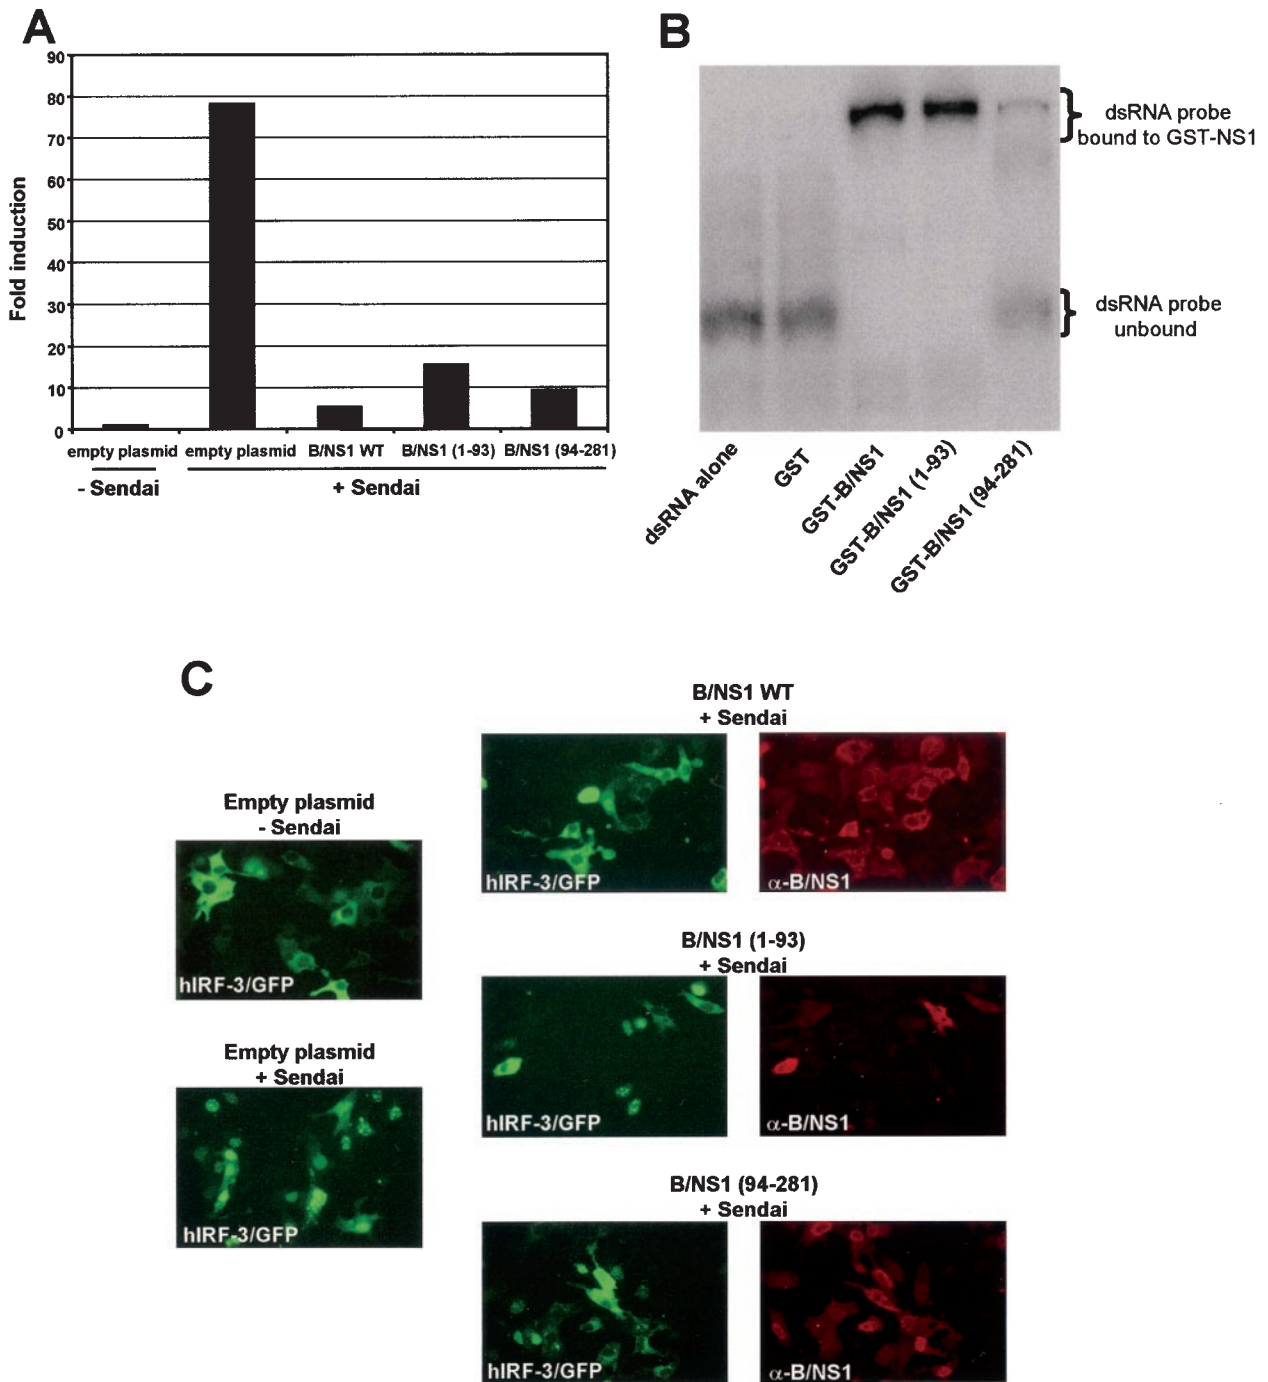 A
90
80
70
60
50
40
30
20
10
0
Fold induction
empty plasmid empty plasmid B/NS1 WT B/NS1 (1-93) B/NS1 (94-281)
- Sendai + Sendai
B
dsRNA probe
bound to GST-NS1
dsRNA probe
unbound
dsRNA alone
GST
GST-B/NS1
GST-B/NS1 (1-93)
GST-B/NS1 (94-281)
C
Empty plasmid
- Sendai
hIRF-3/GFP
Empty plasmid
+ Sendai
hIRF-3/GFP
B/NS1 WT
+ Sendai
hIRF-3/GFP
α-B/NS1
B/NS1 (1-93)
+ Sendai
hIRF-3/GFP
α-B/NS1
B/NS1 (94-281)
+ Sendai
hIRF-3/GFP
α-B/NS1